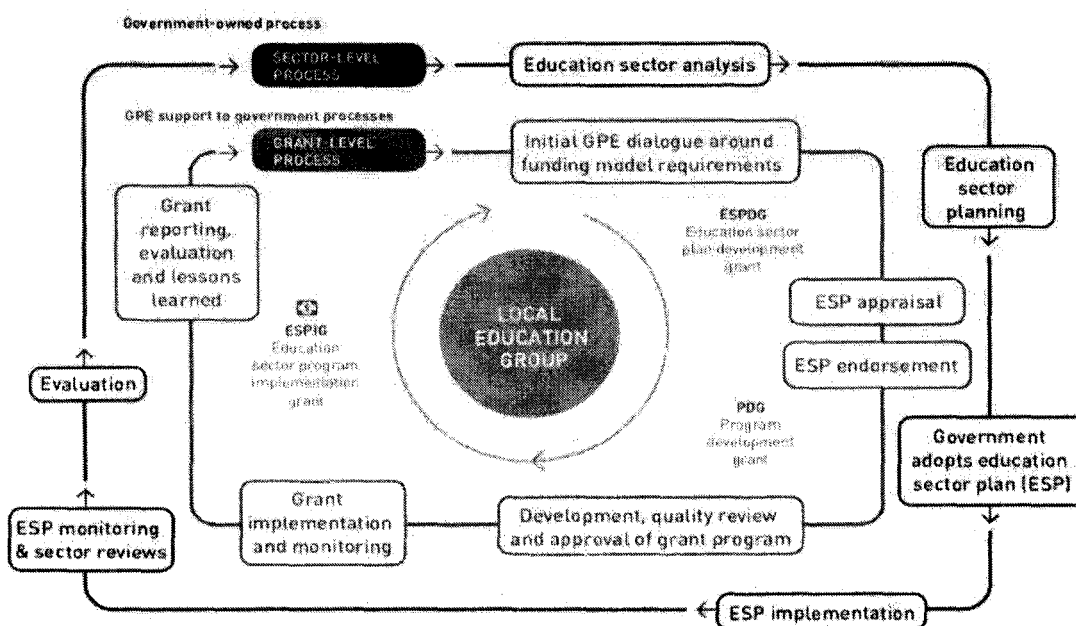 Government-owned process
SECTOR-LEVEL
PROCESS
Education sector analysis
GPE support to government processes
GRANT-LEVEL
PROCESS
Initial GPE dialogue around
funding model requirements
Education
sector
planning
Grant
reporting,
evaluation
and lessons
learned
ESPDG
Education sector
plan development
grant
ESP appraisal
LOCAL
EDUCATION
GROUP
ESPIG
Education
sector program
implementation
grant
ESP endorsement
Evaluation
PDG
Program
development
grant
Government
adopts education
sector plan (ESP)
Grant
implementation
and monitoring
Development, quality review
and approval of grant program
ESP monitoring
& sector reviews
ESP implementation